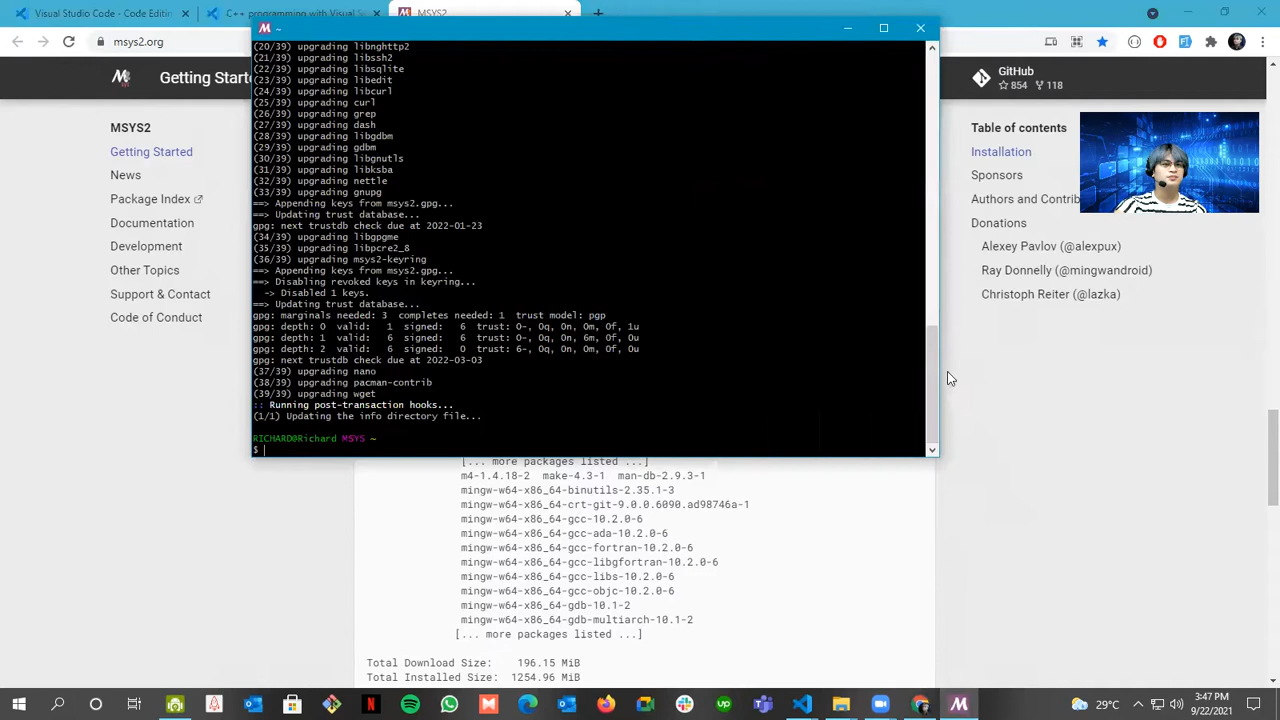 Visual Studio Code - Code Editing
C++ programming with Visual Stu
MSYS2
msys2.org
~
Getting Starte
GitHub
854 118
MSYS2
Getting Started
News
Package Index
Documentation
Development
Other Topics
Support & Contact
Code of Conduct
(20/39) upgrading libnghttp2
(21/39) upgrading libssh2
(22/39) upgrading libsqlite
(23/39) upgrading libedit
(24/39) upgrading libcurl
(25/39) upgrading curl
(26/39) upgrading grep
(27/39) upgrading dash
(28/39) upgrading libgdbm
(29/39) upgrading gdbm
(30/39) upgrading libgnutls
(31/39) upgrading libksba
(32/39) upgrading nettle
(33/39) upgrading gnupg
==> Appending keys from msys2.gpg...
==> Updating trust database...
gpg: next trustdb check due at 2022-01-23
(34/39) upgrading libgpgme
(35/39) upgrading libpcre2_8
(36/39) upgrading msys2-keyring
==> Appending keys from msys2.gpg...
==> Disabling revoked keys in keyring...
-> Disabled 1 keys.
==> Updating trust database...
gpg: marginals needed: 3 completes needed: 1 trust model: pgp
gpg: depth: 0 valid: 1 signed: 6 trust: 0-, 0q, 0n, 0m, 0f, 1u
gpg: depth: 1 valid: 6 signed: 6 trust: 0-, 0q, 0n, 6m, 0f, 0u
gpg: depth: 2 valid: 6 signed: 0 trust: 6-, 0q, 0n, 0m, 0f, 0u
gpg: next trustdb check due at 2022-03-03
(37/39) upgrading nano
(38/39) upgrading pacman-contrib
(39/39) upgrading wget
:: Running post-transaction hooks...
(1/1) Updating the info directory file...
RICHARD@Richard MSYS ~
$
Table of contents
Installation
Sponsors
Authors and Contrib
Donations
Alexey Pavlov (@alexpux)
Ray Donnelly (@mingwandroid)
Christoph Reiter (@lazka)
[... more packages listed ...]
m4-1.4.18-2 make-4.3-1 man-db-2.9.3-1
mingw-w64-x86_64-binutils-2.35.1-3
mingw-w64-x86_64-crt-git-9.0.0.6090.ad98746a-1
mingw-w64-x86_64-gcc-10.2.0-6
mingw-w64-x86_64-gcc-ada-10.2.0-6
mingw-w64-x86_64-gcc-fortran-10.2.0-6
mingw-w64-x86_64-gcc-libgfortran-10.2.0-6
mingw-w64-x86_64-gcc-libs-10.2.0-6
mingw-w64-x86_64-gcc-objc-10.2.0-6
mingw-w64-x86_64-gdb-10.1-2
mingw-w64-x86_64-gdb-multiarch-10.1-2
[... more packages listed ...]
Total Download Size: 196.15 MiB
Total Installed Size: 1254.96 MiB
29°C
3:47 PM
9/22/2021